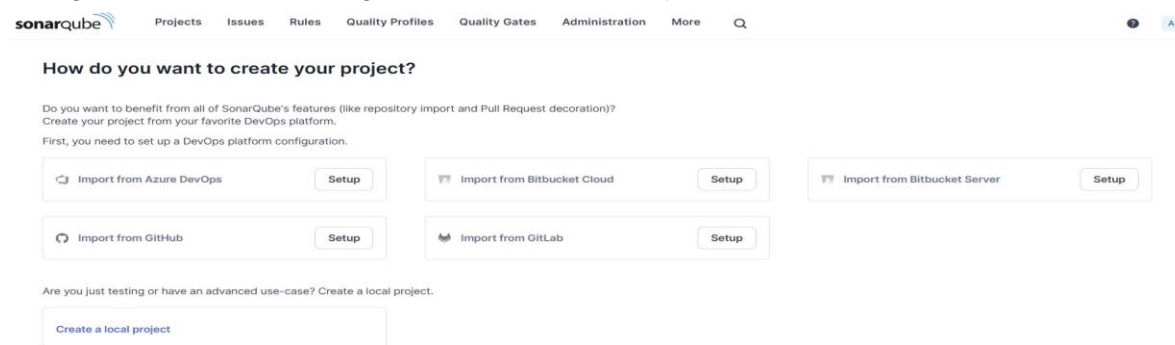 sonarqube Projects Issues Rules Quality Profiles Quality Gates Administration More A
How do you want to create your project?
Do you want to benefit from all of SonarQube's features (like repository import and Pull Request decoration)?
Create your project from your favorite DevOps platform.
First, you need to set up a DevOps platform configuration.
Import from Azure DevOps Setup Import from Bitbucket Cloud Setup Import from Bitbucket Server Setup
Import from GitHub Setup Import from GitLab Setup
Are you just testing or have an advanced use-case? Create a local project.
Create a local project